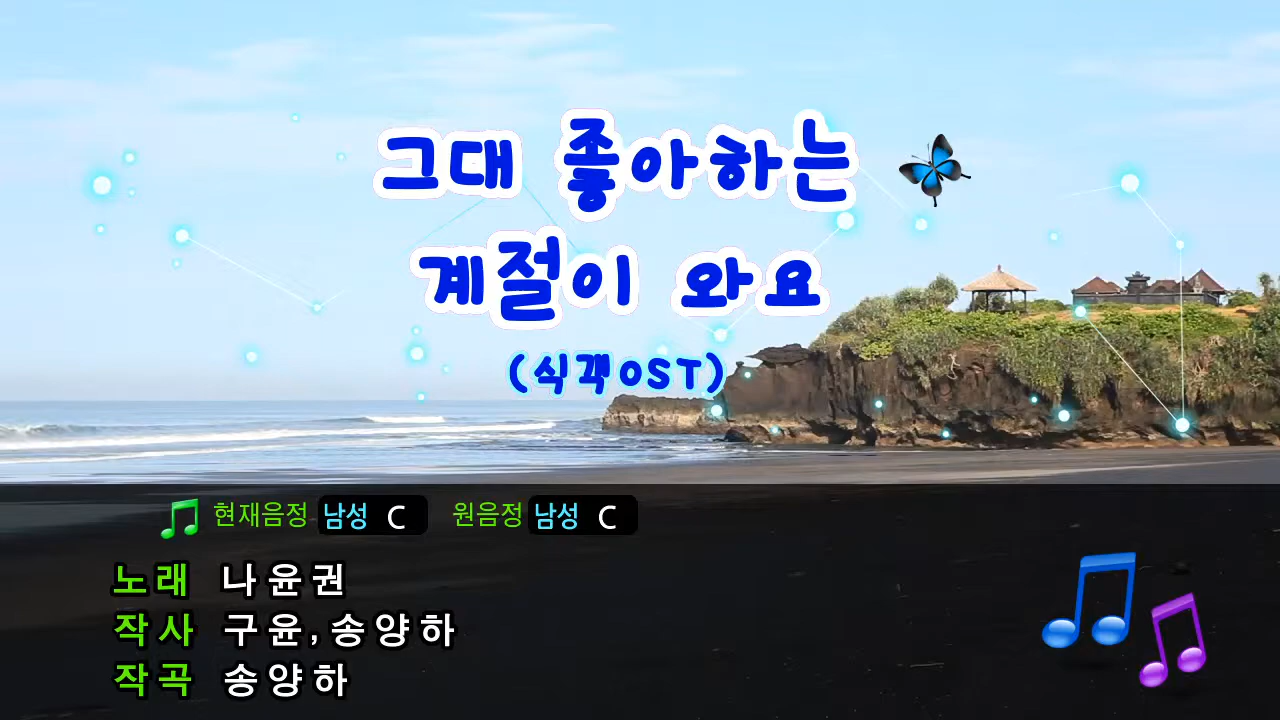 그대 좋아하는
계절이 와요
(식객OST)
현재음정 남성 C 원음정 남성 C
노래 나윤권
작사 구윤,송양하
작곡 송양하